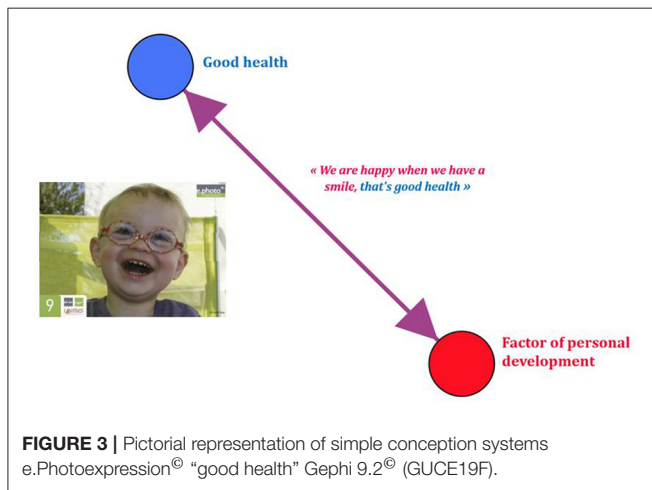 Good health
« We are happy when we have a
smile, that's good health »
e.photo
9
Factor of personal
development
FIGURE 3 | Pictorial representation of simple conception systems
e.Photoexpression© “good health” Gephi 9.2© (GUCE19F).